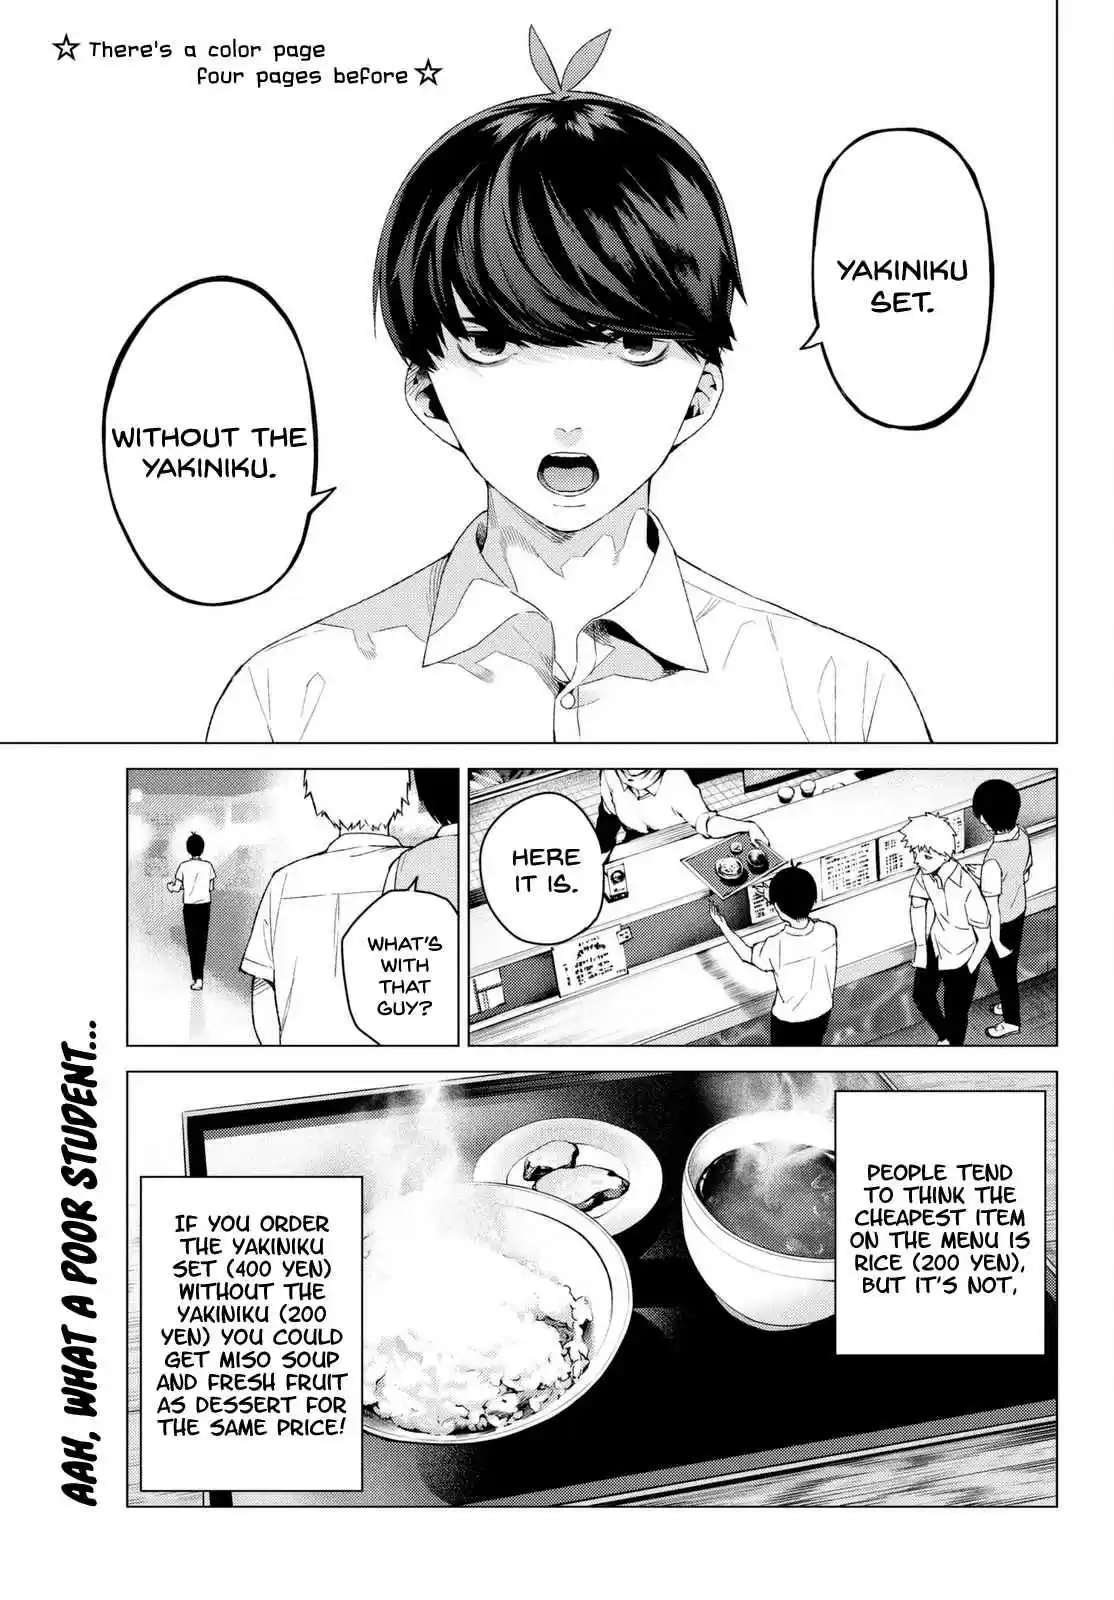 ☆ There's a color page
four pages before ☆
YAKINIKU
SET.
WITHOUT THE
YAKINIKU.
HERE
IT IS.
WHAT'S
WITH
THAT
GUY?
PEOPLE TEND
TO THINK THE
CHEAPEST ITEM
ON THE MENU IS
RICE (200 YEN),
BUT IT'S NOT,
IF YOU ORDER
THE YAKINIKU
SET (400 YEN)
WITHOUT THE
YAKINIKU (200
YEN) YOU COULD
GET MISO SOUP
AND FRESH FRUIT
AS DESSERT FOR
THE SAME PRICE!
AAH, WHAT A POOR STUDENT...